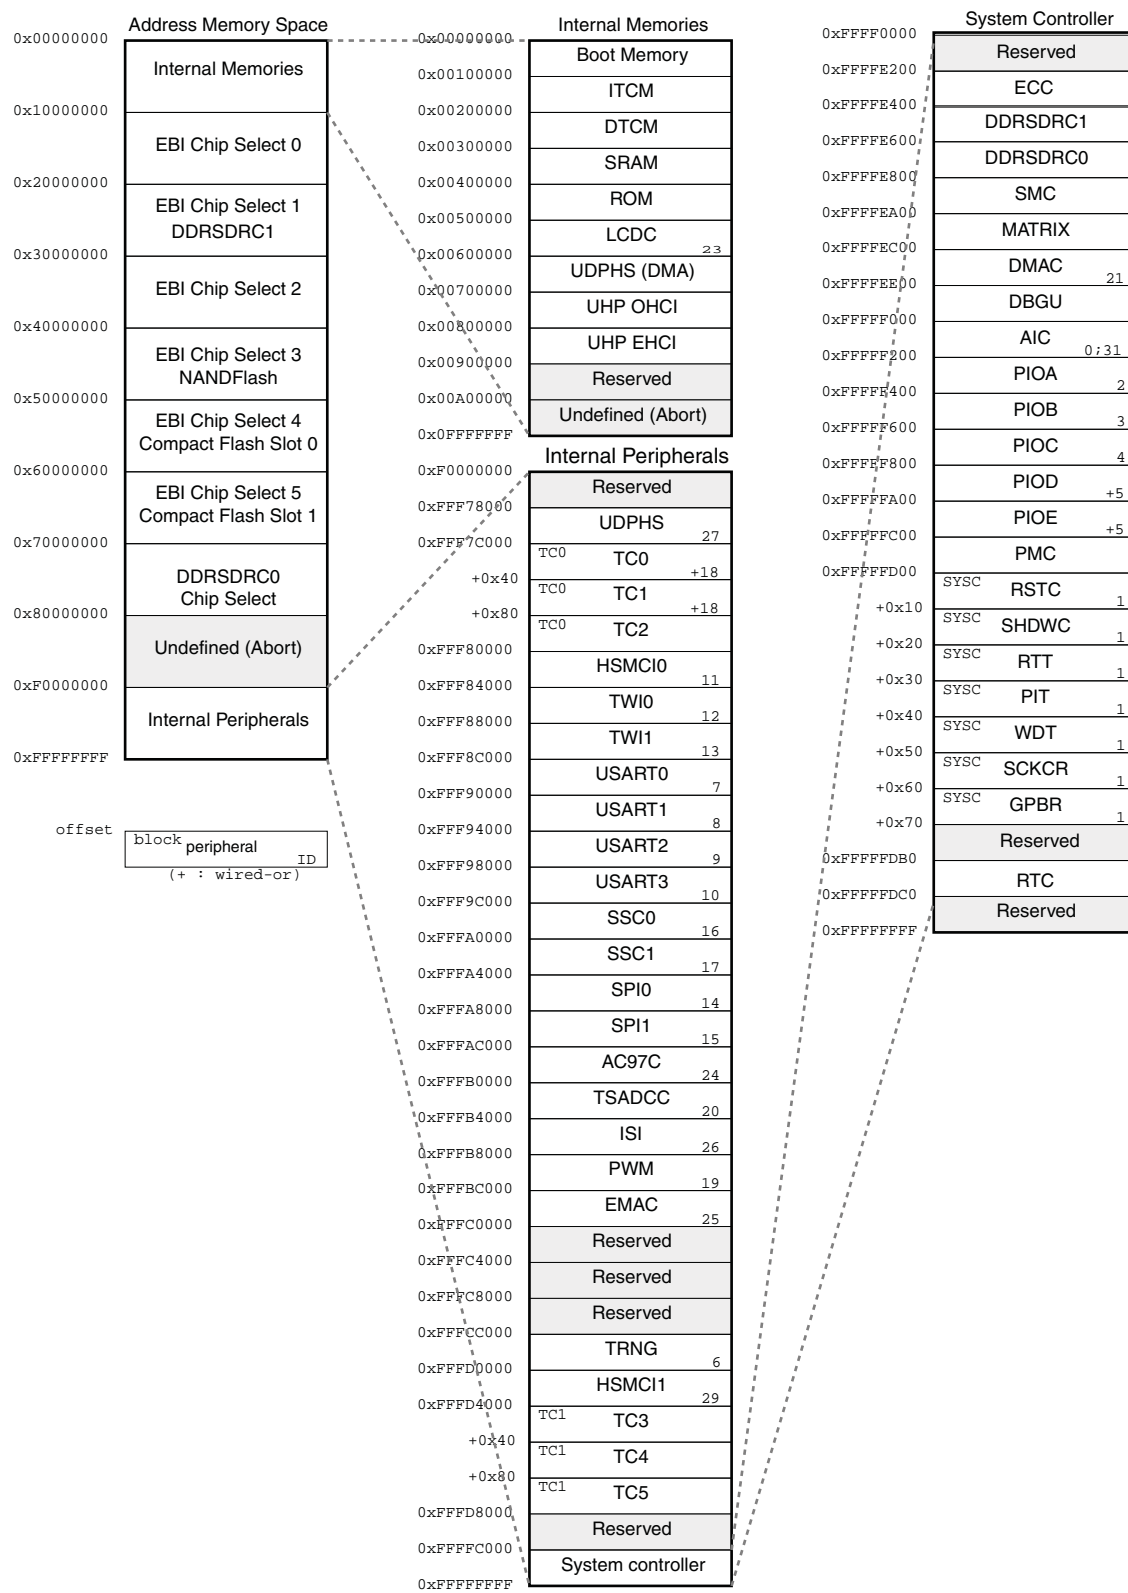 Address Memory Space
0x00000000
Internal Memories
0x10000000
EBI Chip Select 0
0x20000000
EBI Chip Select 1
DDRSDRC1
0x30000000
EBI Chip Select 2
0x40000000
EBI Chip Select 3
NANDFlash
0x50000000
EBI Chip Select 4
Compact Flash Slot 0
0x60000000
EBI Chip Select 5
Compact Flash Slot 1
0x70000000
DDRSDRC0
Chip Select
0x80000000
Undefined (Abort)
0xF0000000
Internal Peripherals
0xFFFFFFFF
offset
block
peripheral
ID
(+ : wired-or)
Internal Memories
0x00000000
Boot Memory
0x00100000
ITCM
0x00200000
DTCM
0x00300000
SRAM
0x00400000
ROM
0x00500000
LCDC
23
0x00600000
UDPHS (DMA)
0x00700000
UHP OHCI
0x00800000
UHP EHCI
0x00900000
Reserved
0x00A00000
Undefined (Abort)
0x0FFFFFFF
Internal Peripherals
0xF0000000
Reserved
0xFFF78000
UDPHS
27
0xFFF7C000
TC0 TC0 +18
+0x40
TC0 TC1 +18
+0x80
TC0 TC2
0xFFF80000
HSMCI0
11
0xFFF84000
TWI0
12
0xFFF88000
TWI1
13
0xFFF8C000
USART0
7
0xFFF90000
USART1
8
0xFFF94000
USART2
9
0xFFF98000
USART3
10
0xFFF9C000
SSC0
16
0xFFFA0000
SSC1
17
0xFFFA4000
SPI0
14
0xFFFA8000
SPI1
15
0xFFFAC000
AC97C
24
0xFFFB0000
TSADCC
20
0xFFFB4000
ISI
26
0xFFFB8000
PWM
19
0xFFFBC000
EMAC
25
0xFFFC0000
Reserved
0xFFFC4000
Reserved
0xFFFC8000
Reserved
0xFFFCC000
TRNG
6
0xFFFD0000
HSMCI1
29
0xFFFD4000
TC1 TC3
+0x40
TC1 TC4
+0x80
TC1 TC5
0xFFFD8000
Reserved
0xFFFFC000
System controller
0xFFFFFFFF
System Controller
0xFFFF0000
Reserved
0xFFFFE200
ECC
0xFFFFE400
DDRSDRC1
0xFFFFE600
DDRSDRC0
0xFFFFE800
SMC
0xFFFFEA00
MATRIX
0xFFFFEC00
DMAC
21
0xFFFFEE00
DBGU
0xFFFFF000
AIC
0;31
0xFFFFF200
PIOA
2
0xFFFFF400
PIOB
3
0xFFFFF600
PIOC
4
0xFFFFF800
PIOD
+5
0xFFFFFA00
PIOE
+5
0xFFFFFC00
PMC
0xFFFFFD00
SYSC RSTC 1
+0x10
SYSC SHDWC 1
+0x20
SYSC RTT 1
+0x30
SYSC PIT 1
+0x40
SYSC WDT 1
+0x50
SYSC SCKCR 1
+0x60
SYSC GPBR 1
+0x70
Reserved
0xFFFFFDB0
RTC
0xFFFFFDC0
Reserved
0xFFFFFFFF